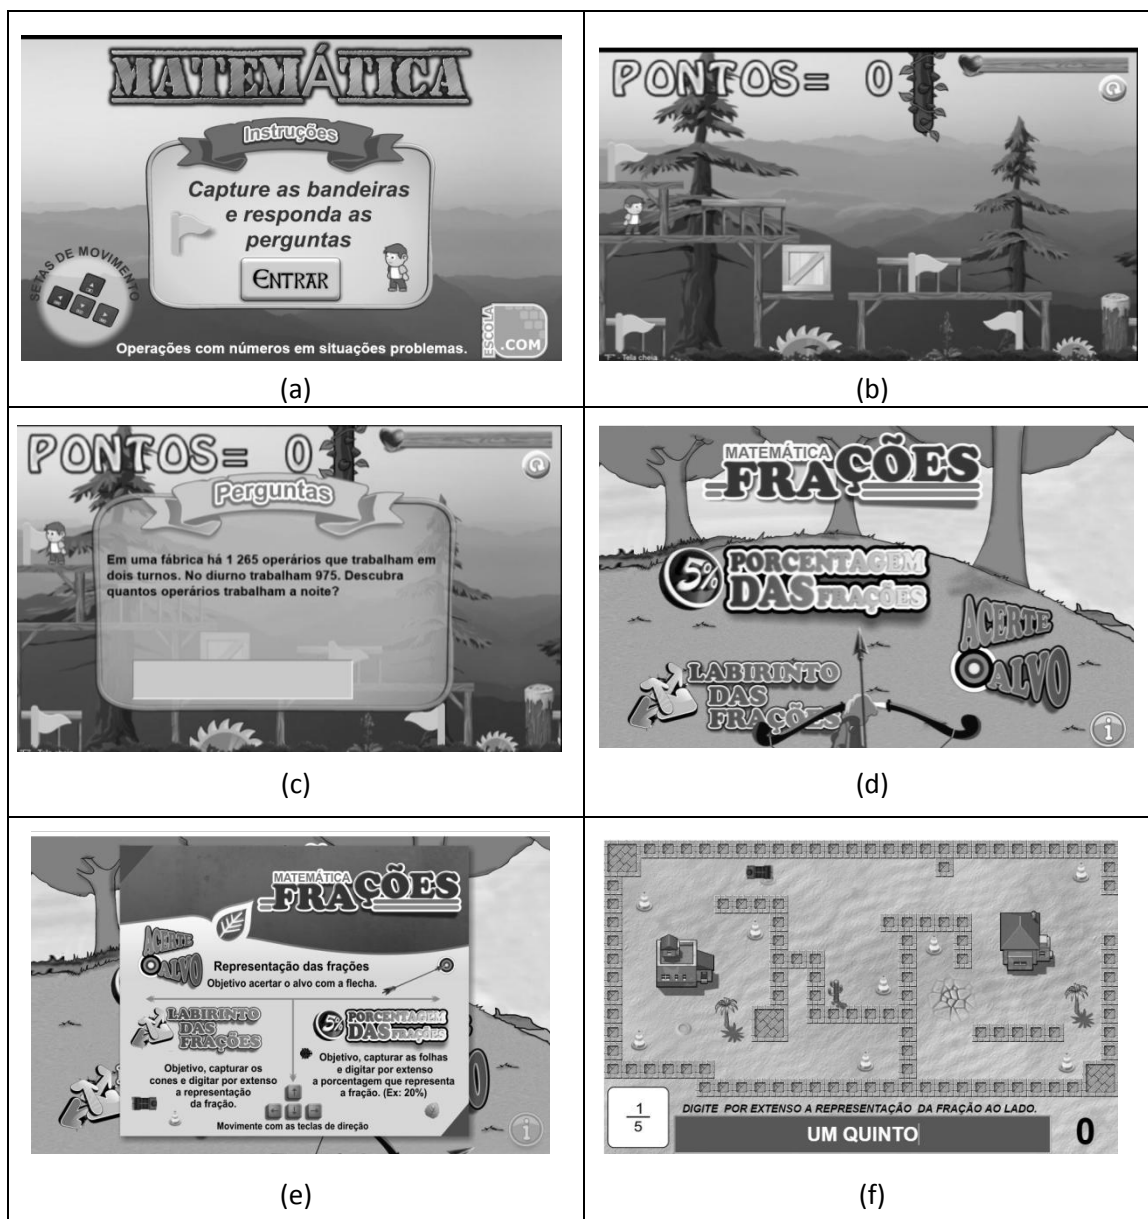 MATEMÁTICA
Instruções
Capture as bandeiras
e responda as
perguntas
ENTRAR
SETAS DE MOVIMENTO
Operações com números em situações problemas.
ESCOLA
.COM
(a)
PONTOS= 0
"F" - Tela cheia
(b)
PONTOS= 0
Perguntas
Em uma fábrica há 1 265 operários que trabalham em
dois turnos. No diurno trabalham 975. Descubra
quantos operários trabalham a noite?
(c)
MATEMÁTICA
FRAÇÕES
5%
PORCENTAGEM
DAS FRAÇÕES
ACERTE
O ALVO
LABIRINTO
DAS
FRAÇÕES
i
(d)
MATEMÁTICA
FRAÇÕES
ACERTE
O ALVO
Representação das frações
Objetivo acertar o alvo com a flecha.
LABIRINTO
DAS
FRAÇÕES
Objetivo, capturar os
cones e digitar por extenso
a representação
da fração.
5%
PORCENTAGEM
DAS FRAÇÕES
Objetivo, capturar as folhas
e digitar por extenso
a porcentagem que representa
a fração. (Ex: 20%)
Movimente com as teclas de direção
i
(e)
1
5
DIGITE POR EXTENSO A REPRESENTAÇÃO DA FRAÇÃO AO LADO.
UM QUINTO
0
(f)